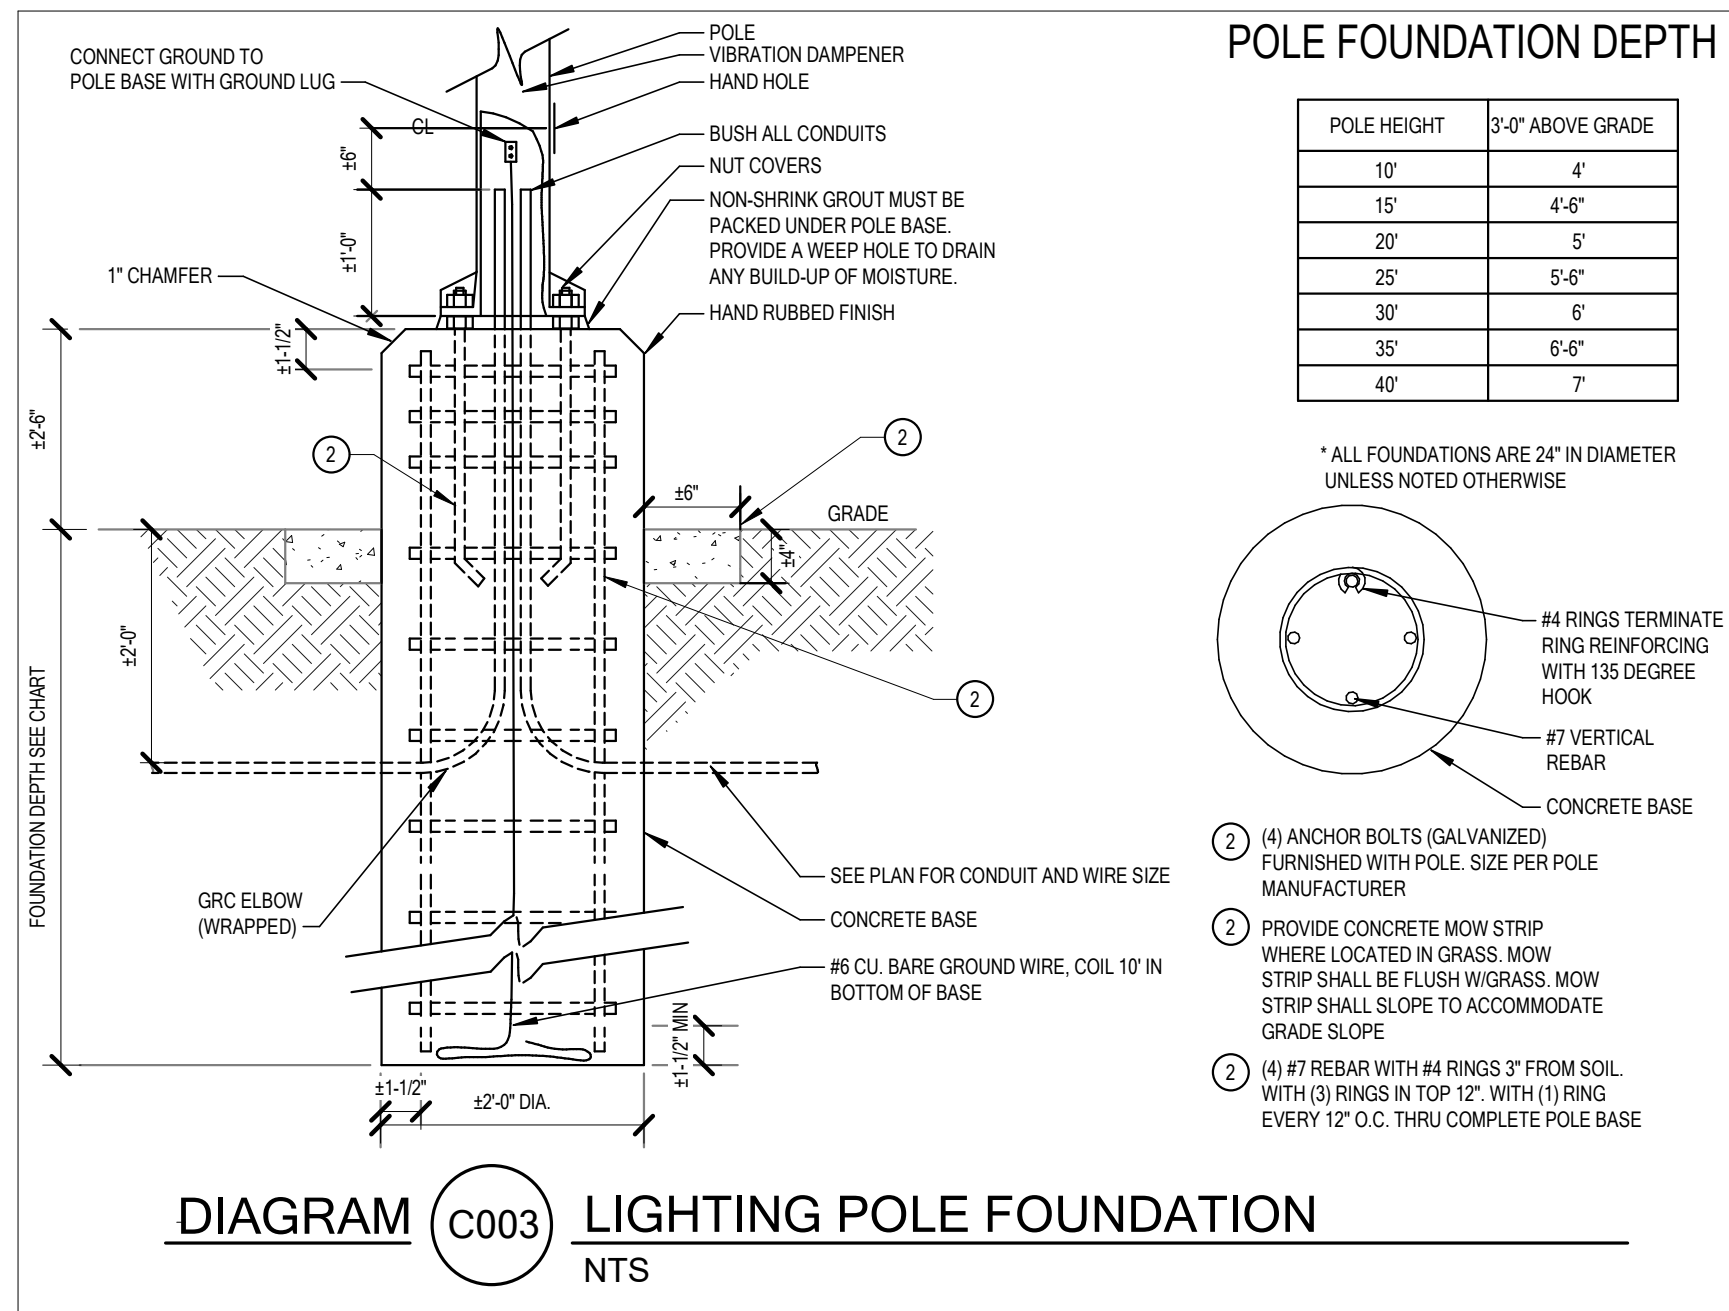 CONNECT GROUND TO
POLE BASE WITH GROUND LUG
POLE
VIBRATION DAMPENER
HAND HOLE
CL
BUSH ALL CONDUITS
NUT COVERS
NON-SHRINK GROUT MUST BE
PACKED UNDER POLE BASE.
PROVIDE A WEEP HOLE TO DRAIN
ANY BUILD-UP OF MOISTURE.
HAND RUBBED FINISH
±6"
±1'-0"
1" CHAMFER
±1-1/2"
±2'-6"
2
2
±6"
GRADE
±4"
±2'-0"
2
FOUNDATION DEPTH SEE CHART
GRC ELBOW
(WRAPPED)
SEE PLAN FOR CONDUIT AND WIRE SIZE
CONCRETE BASE
#6 CU. BARE GROUND WIRE, COIL 10' IN
BOTTOM OF BASE
±1-1/2" MIN
±1-1/2"
±2'-0" DIA.
POLE FOUNDATION DEPTH
POLE HEIGHT 3'-0" ABOVE GRADE
10' 4'
15' 4'-6"
20' 5'
25' 5'-6"
30' 6'
35' 6'-6"
40' 7'
* ALL FOUNDATIONS ARE 24" IN DIAMETER
UNLESS NOTED OTHERWISE
#4 RINGS TERMINATE
RING REINFORCING
WITH 135 DEGREE
HOOK
#7 VERTICAL
REBAR
CONCRETE BASE
2 (4) ANCHOR BOLTS (GALVANIZED)
FURNISHED WITH POLE. SIZE PER POLE
MANUFACTURER
2 PROVIDE CONCRETE MOW STRIP
WHERE LOCATED IN GRASS. MOW
STRIP SHALL BE FLUSH W/GRASS. MOW
STRIP SHALL SLOPE TO ACCOMMODATE
GRADE SLOPE
2 (4) #7 REBAR WITH #4 RINGS 3" FROM SOIL.
WITH (3) RINGS IN TOP 12". WITH (1) RING
EVERY 12" O.C. THRU COMPLETE POLE BASE
DIAGRAM C003 LIGHTING POLE FOUNDATION
NTS